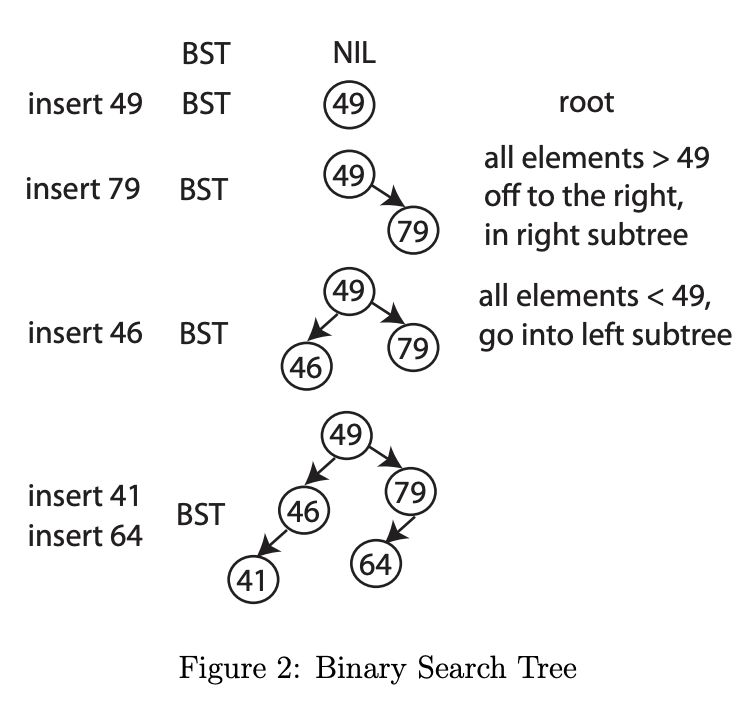 BST NIL
insert 49 BST 49 root
insert 79 BST 49 79 all elements > 49
off to the right,
in right subtree
insert 46 BST 49 46 79 all elements < 49,
go into left subtree
49
46 79
insert 41
insert 64 BST
41 64
Figure 2: Binary Search Tree